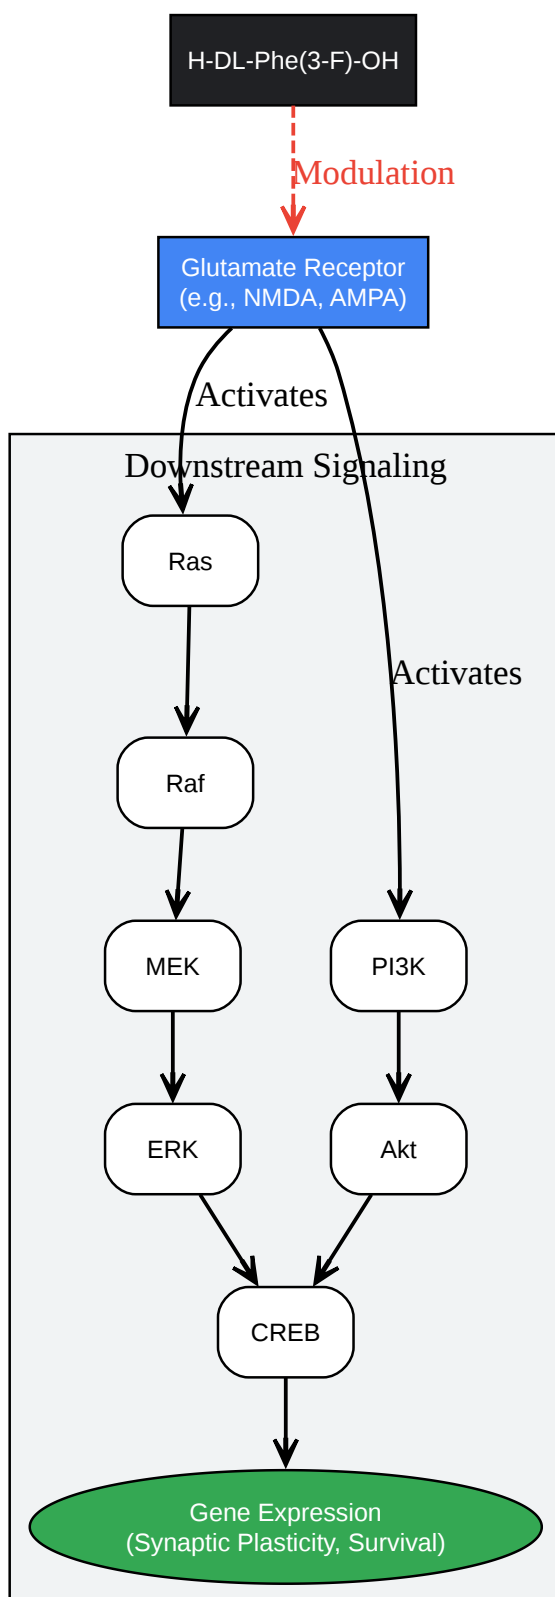 H-DL-Phe(3-F)-OH
Modulation
Glutamate Receptor
(e.g., NMDA, AMPA)
Activates
Downstream Signaling
Ras
Activates
Raf
MEK
PI3K
ERK
Akt
CREB
Gene Expression
(Synaptic Plasticity, Survival)